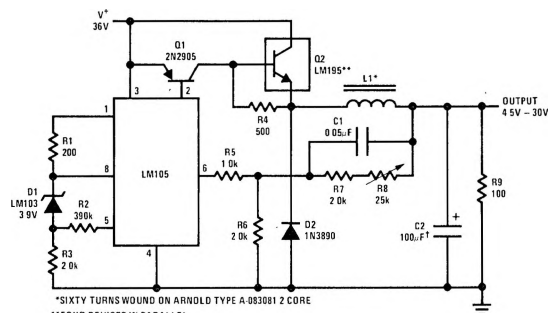 V+
36V
Q1
2N2905
Q2
LM195**
L1*
3
2
R4
500
C1
0.05µF
OUTPUT
4 5V – 30V
1
R1
200
LM105
R5
1 0k
6
8
D1
LM103
3 9V
R2
390k
5
R7
2 0k
R8
25k
R9
100
R6
2 0k
D2
1N3890
C2
100µF†
+
R3
2 0k
4
*SIXTY TURNS WOUND ON ARNOLD TYPE A-083081 2 CORE